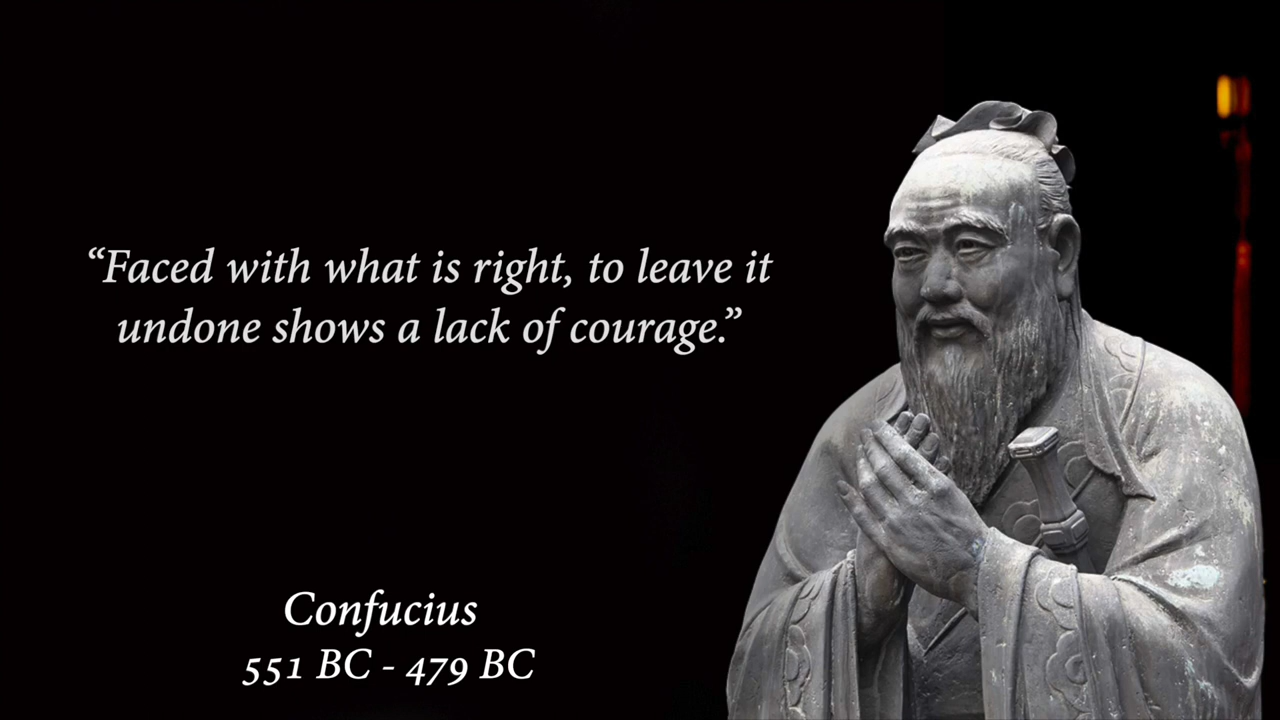 “Faced with what is right, to leave it
undone shows a lack of courage.”
Confucius
551 BC - 479 BC